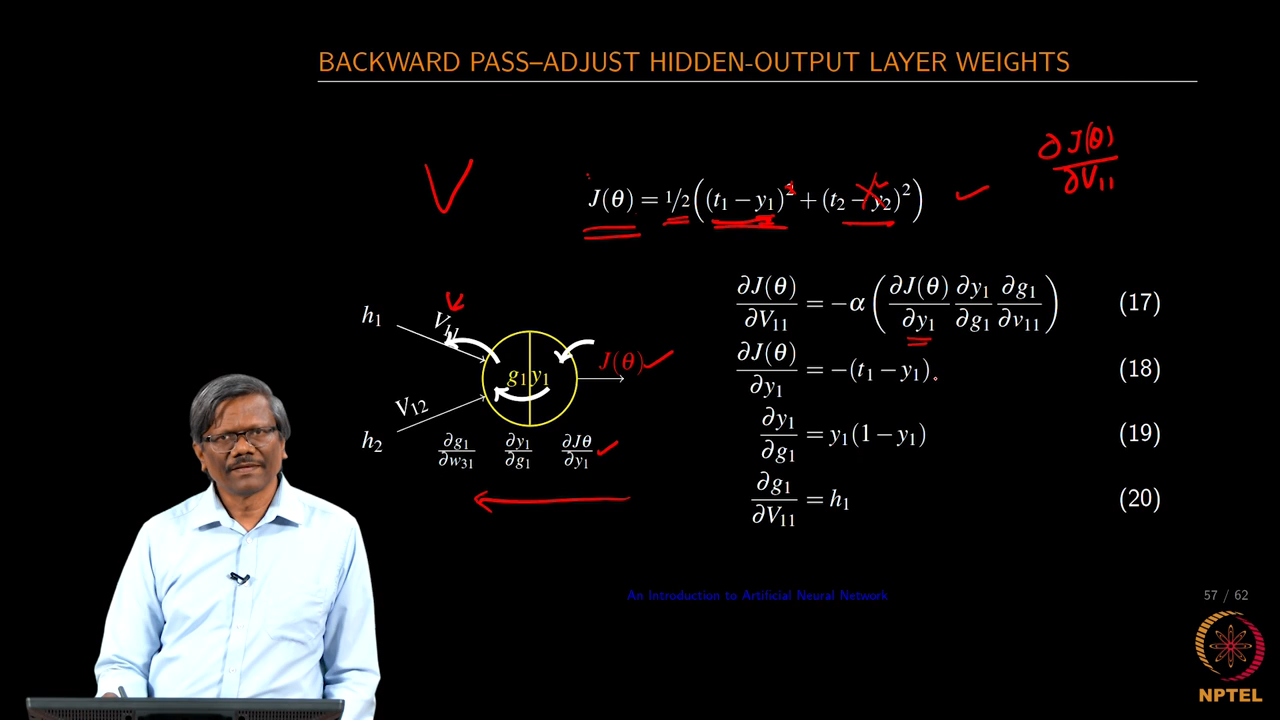 BACKWARD PASS–ADJUST HIDDEN-OUTPUT LAYER WEIGHTS
∂J(θ)/∂V₁₁
V
J(θ) = 1/2((t₁ − y₁)² + (t₂ − y₂)²)
∂J(θ)/∂V₁₁ = −α(∂J(θ)/∂y₁ ∂y₁/∂g₁ ∂g₁/∂v₁₁) (17)
h₁
V₁₁
∂J(θ)/∂y₁ = −(t₁ − y₁). (18)
g₁ y₁
J(θ)
V₁₂
h₂
∂g₁/∂w₃₁ ∂y₁/∂g₁ ∂Jθ/∂y₁
∂y₁/∂g₁ = y₁(1 − y₁) (19)
∂g₁/∂V₁₁ = h₁ (20)
An Introduction to Artificial Neural Network
57 / 62
NPTEL